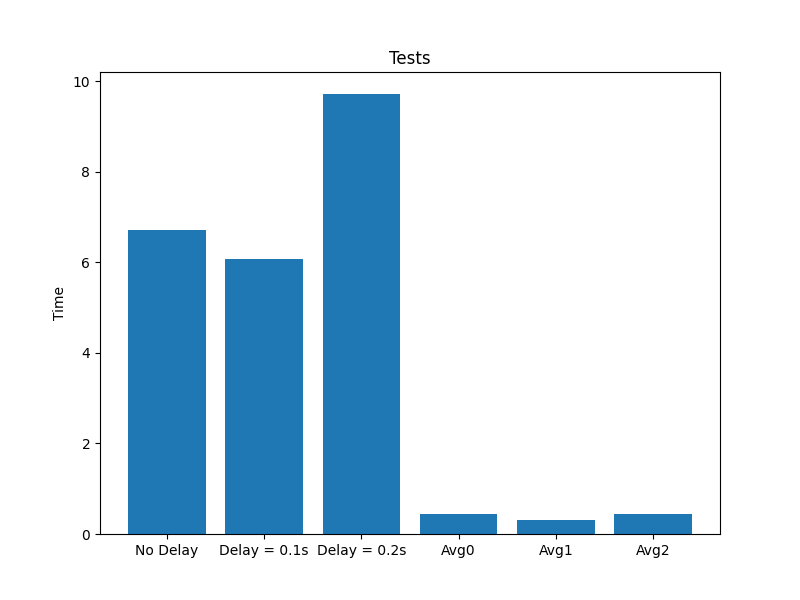 Tests
10
8
6
4
2
0
Time
No Delay
Delay = 0.1s
Delay = 0.2s
Avg0
Avg1
Avg2